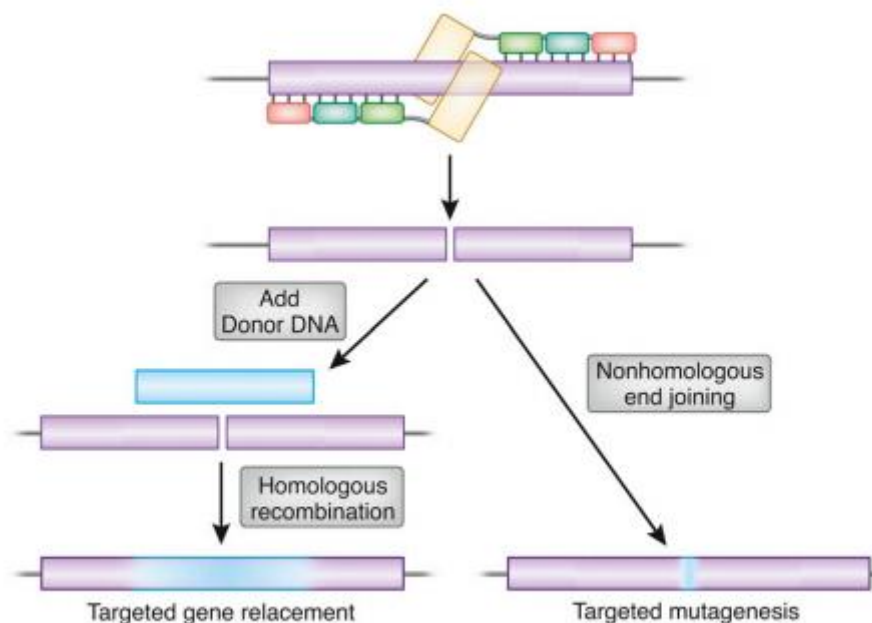 Add
Donor DNA
Nonhomologous
end joining
Homologous
recombination
Targeted gene relacement
Targeted mutagenesis